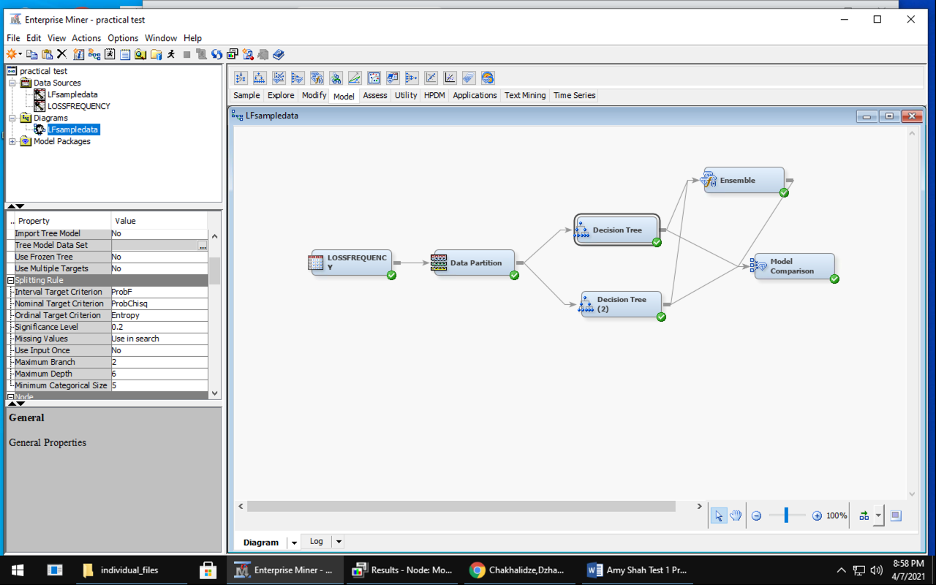 Enterprise Miner - practical test
File Edit View Actions Options Window Help
practical test
Data Sources
LFsampledata
LOSSFREQUENCY
Diagrams
LFsampledata
Model Packages
Sample Explore Modify Model Assess Utility HPDM Applications Text Mining Time Series
LFsampledata
.. Property Value
Import Tree Model No
Tree Model Data Set ...
Use Frozen Tree No
Use Multiple Targets No
Splitting Rule
Interval Target Criterion ProbF
Nominal Target Criterion ProbChisq
Ordinal Target Criterion Entropy
Significance Level 0.2
Missing Values Use in search
Use Input Once No
Maximum Branch 2
Maximum Depth 6
Minimum Categorical Size 5
Node
General
General Properties
LOSSFREQUENC
Y
Data Partition
Decision Tree
Decision Tree
(2)
Ensemble
Model
Comparison
100%
Diagram Log
individual_files
Enterprise Miner - ...
Results - Node: Mo...
Chakhalidze,Dzha...
Amy Shah Test 1 Pr...
8:58 PM
4/7/2021